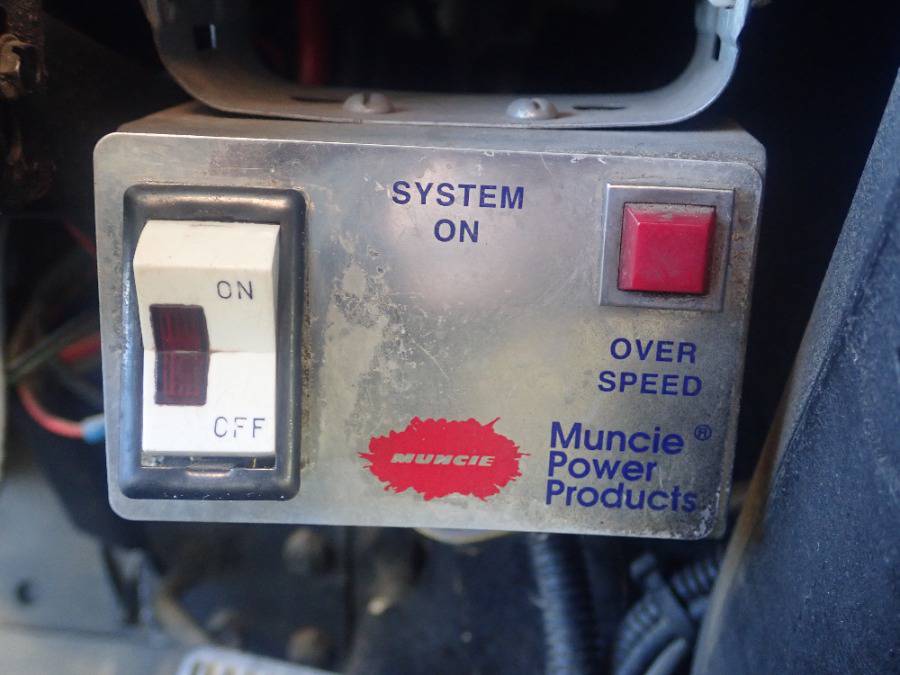 SYSTEM
ON
ON
OFF
OVER
SPEED
MUNCIE
Muncie ®
Power
Products